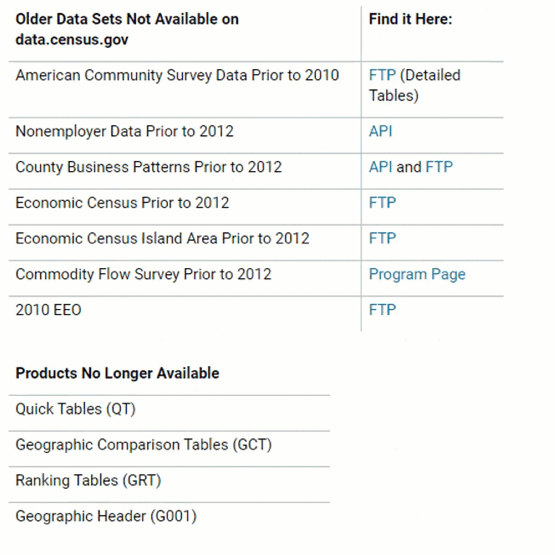 Older Data Sets Not Available on Find it Here:
data.census.gov
American Community Survey Data Prior to 2010 FTP (Detailed
Tables)
Nonemployer Data Prior to 2012 API
County Business Patterns Prior to 2012 API and FTP
Economic Census Prior to 2012 FTP
Economic Census Island Area Prior to 2012 FTP
Commodity Flow Survey Prior to 2012 Program Page
2010 EEO FTP
Products No Longer Available
Quick Tables (QT)
Geographic Comparison Tables (GCT)
Ranking Tables (GRT)
Geographic Header (G001)